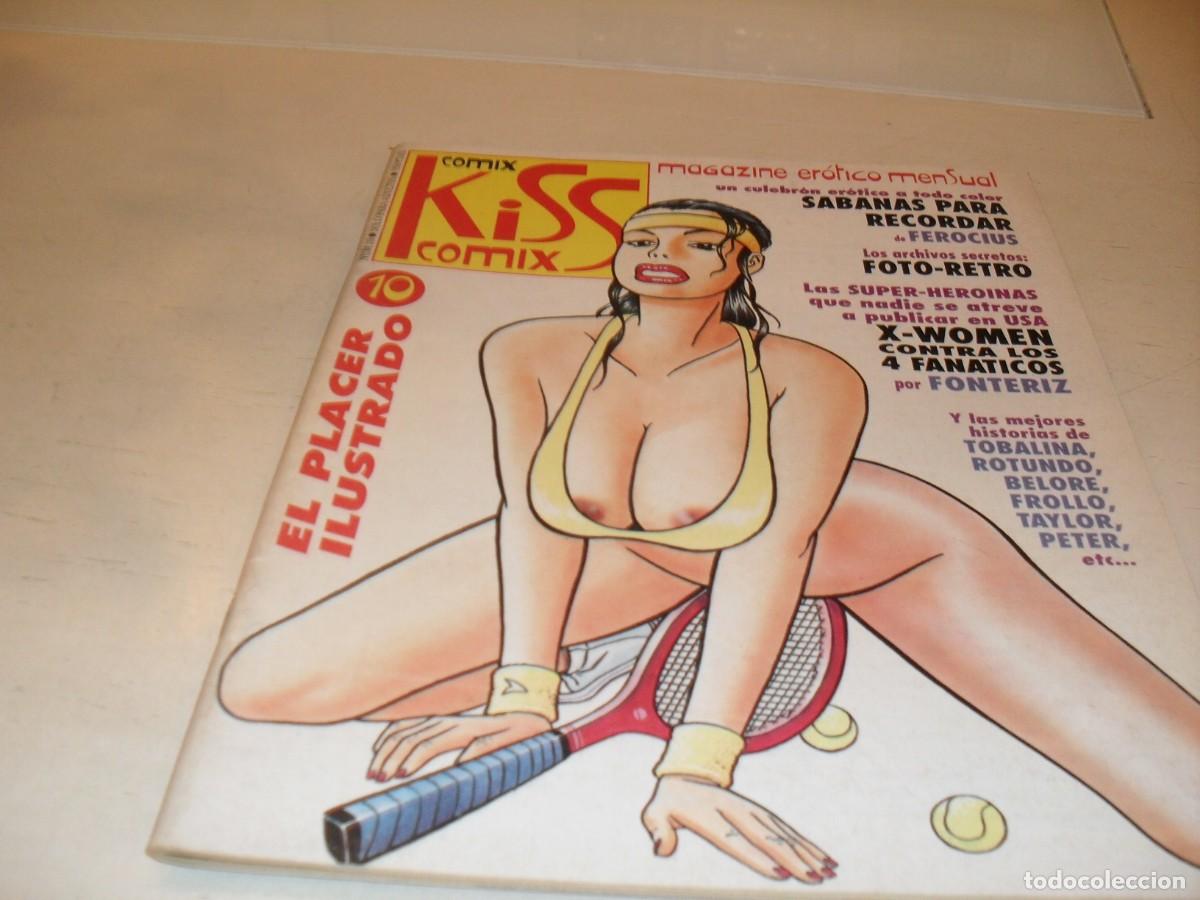 comix
KiSS
comix
magazine erótico menSual
un culebrón erótico a todo color
SABANAS PARA
RECORDAR
de FEROCIUS
Los archivos secretos:
FOTO-RETRO
Las SUPER-HEROINAS
que nadie se atreve
a publicar en USA
X-WOMEN
CONTRA LOS
4 FANATICOS
por FONTERIZ
Y las mejores
historias de
TOBALINA,
ROTUNDO,
BELORE,
FROLLO,
TAYLOR,
PETER,
etc...
10
EL PLACER
ILUSTRADO
todocoleccion